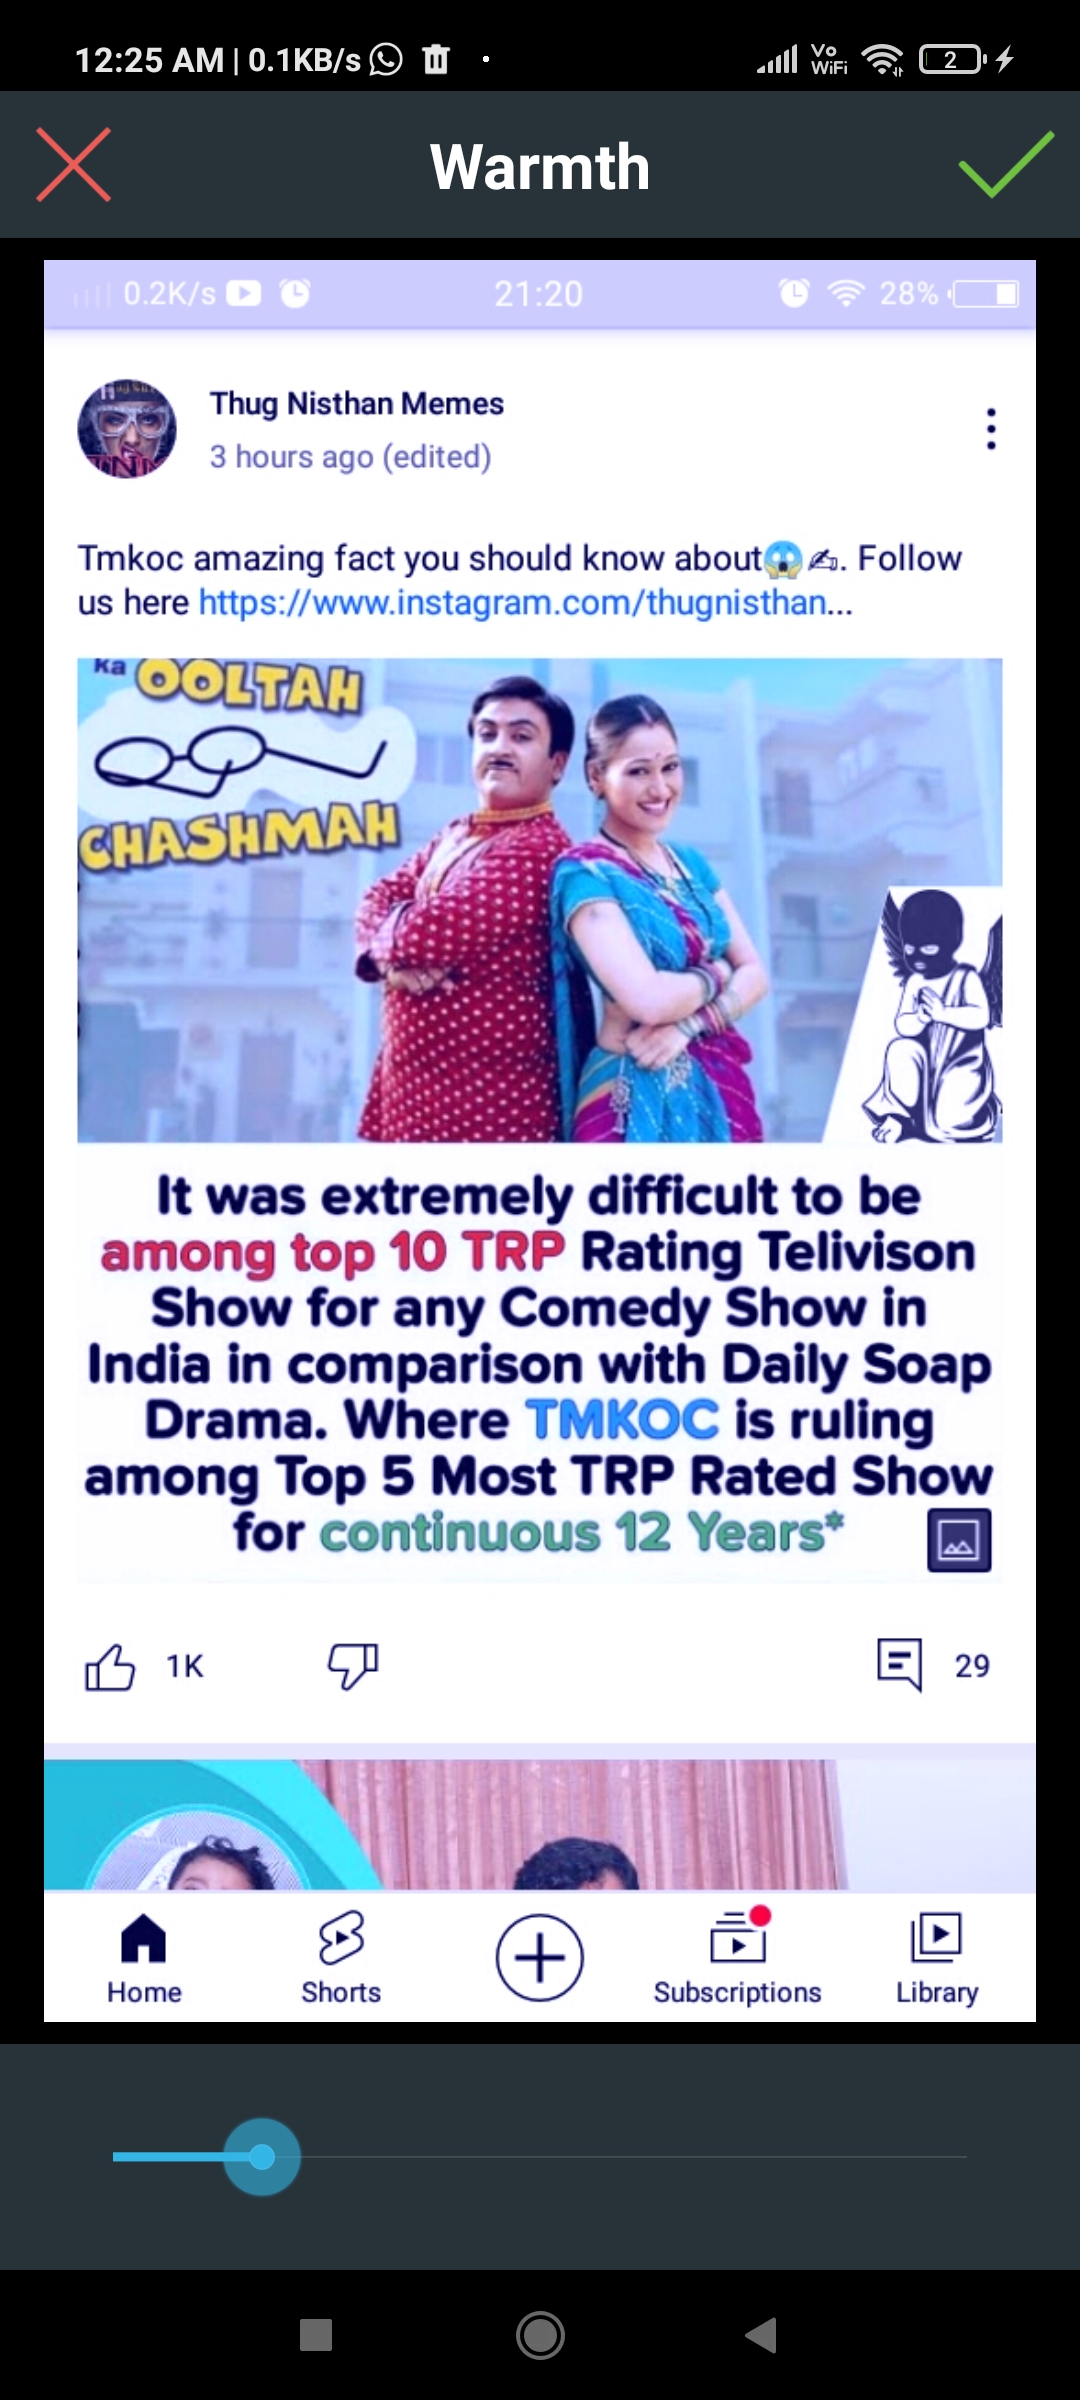 12:25 AM | 0.1KB/s
Vo WiFi
2
Warmth
0.2K/s
21:20
28%
Thug Nisthan Memes
3 hours ago (edited)
Tmkoc amazing fact you should know about😱✍. Follow
us here https://www.instagram.com/thugnisthan...
Ka OOLTAH
CHASHMAH
It was extremely difficult to be
among top 10 TRP Rating Telivison
Show for any Comedy Show in
India in comparison with Daily Soap
Drama. Where TMKOC is ruling
among Top 5 Most TRP Rated Show
for continuous 12 Years*
1K
29
Home
Shorts
Subscriptions
Library